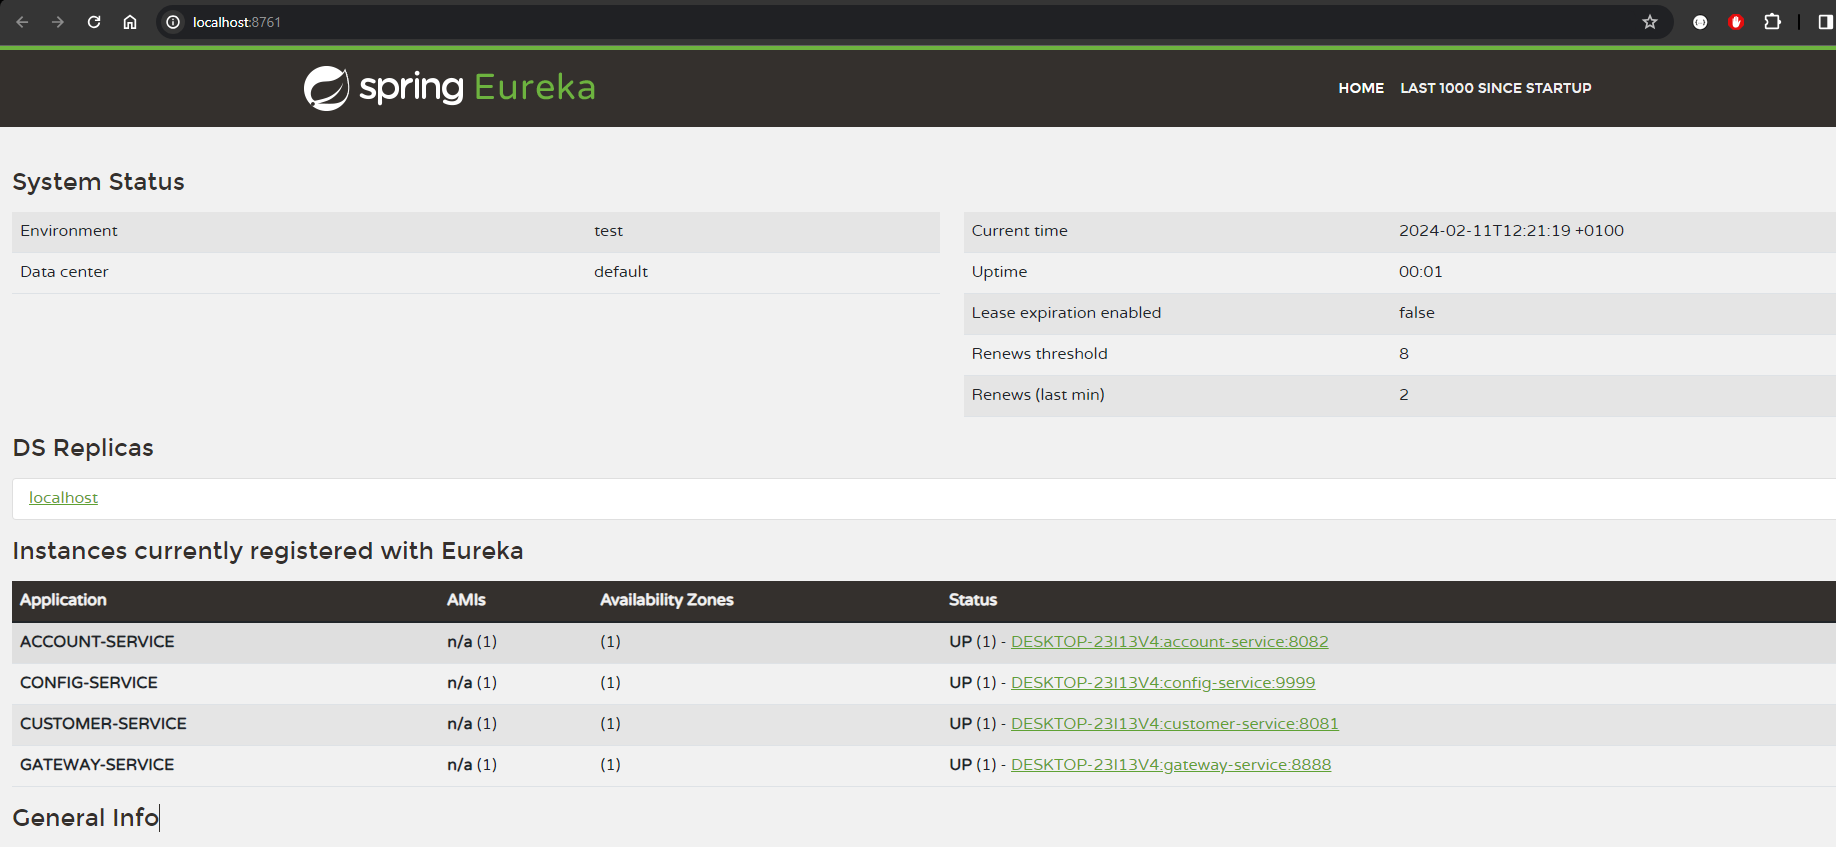 localhost:8761
spring Eureka
HOME LAST 1000 SINCE STARTUP
System Status
Environment test
Data center default
Current time 2024-02-11T12:21:19 +0100
Uptime 00:01
Lease expiration enabled false
Renews threshold 8
Renews (last min) 2
DS Replicas
localhost
Instances currently registered with Eureka
Application AMIs Availability Zones Status
ACCOUNT-SERVICE n/a (1) (1) UP (1) - DESKTOP-23I13V4:account-service:8082
CONFIG-SERVICE n/a (1) (1) UP (1) - DESKTOP-23I13V4:config-service:9999
CUSTOMER-SERVICE n/a (1) (1) UP (1) - DESKTOP-23I13V4:customer-service:8081
GATEWAY-SERVICE n/a (1) (1) UP (1) - DESKTOP-23I13V4:gateway-service:8888
General Info